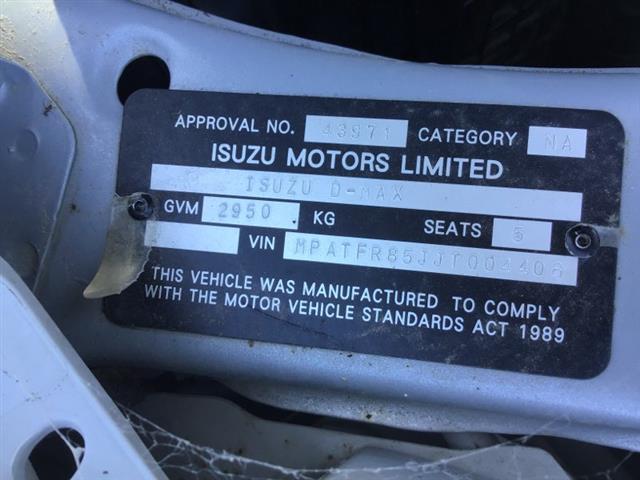 APPROVAL NO. 43971 CATEGORY NA
ISUZU MOTORS LIMITED
ISUZU D-MAX
GVM 2950 KG SEATS 5
VIN MPATFR85JJT004406
THIS VEHICLE WAS MANUFACTURED TO COMPLY
WITH THE MOTOR VEHICLE STANDARDS ACT 1989